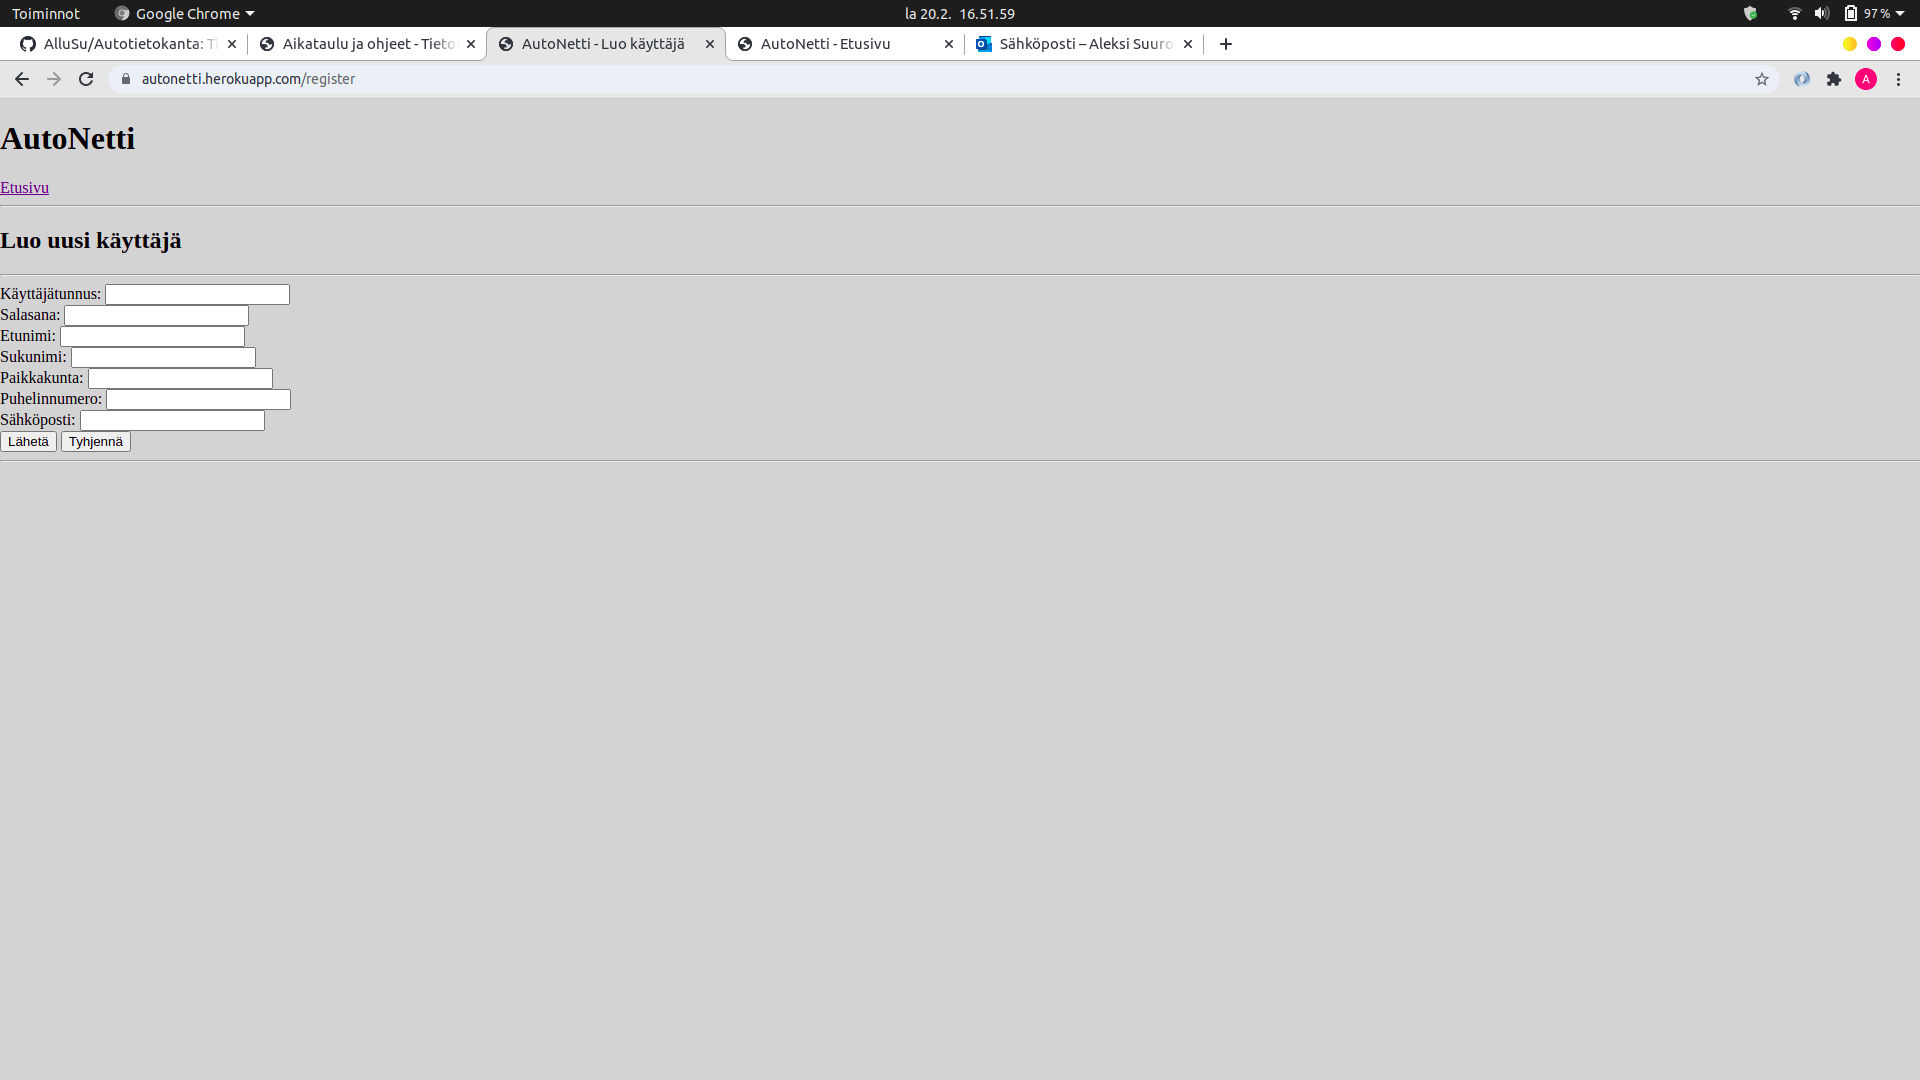 Toiminnot Google Chrome la 20.2. 16.51.59 97 %
AlluSu/Autotietokanta: Ti Aikataulu ja ohjeet - Tieto AutoNetti - Luo käyttäjä AutoNetti - Etusivu Sähköposti – Aleksi Suuro
autonetti.herokuapp.com/register A
AutoNetti
Etusivu
Luo uusi käyttäjä
Käyttäjätunnus:
Salasana:
Etunimi:
Sukunimi:
Paikkakunta:
Puhelinnumero:
Sähköposti:
Lähetä Tyhjennä